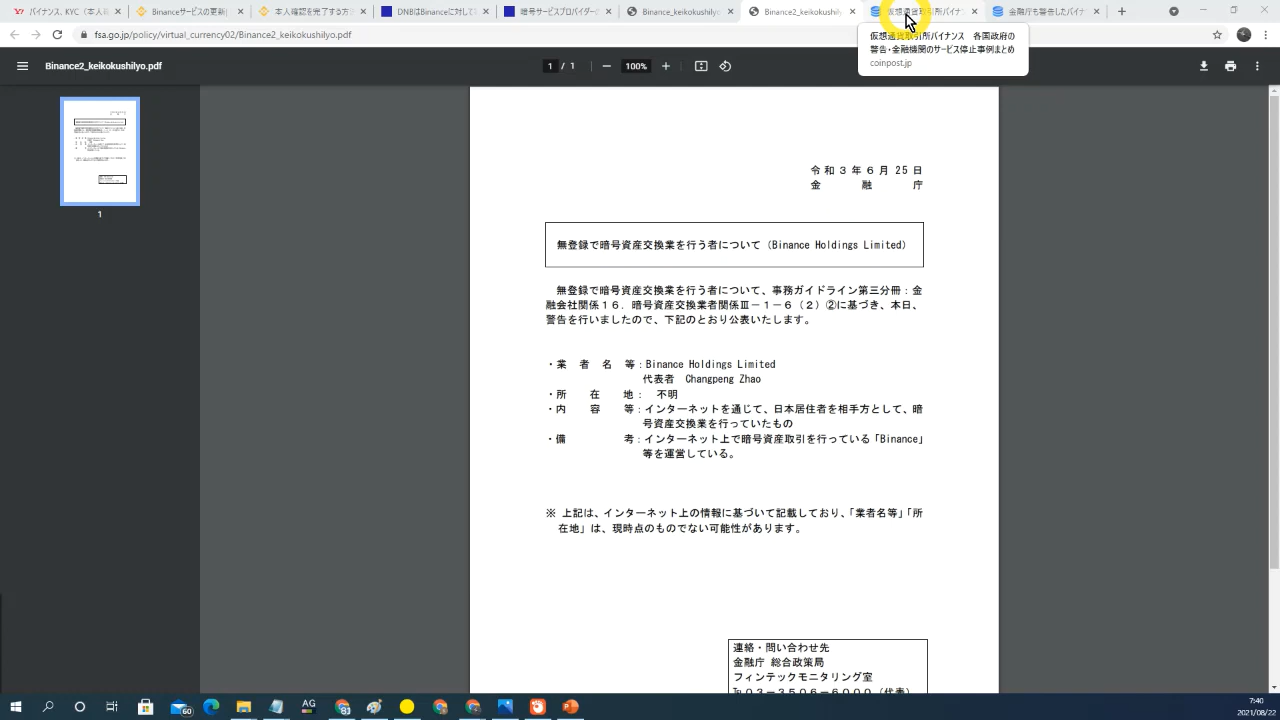 バイナンス、KYC（本人確
Binanceサービスの更新
本人確認を完了する方
DNBはBinanceに対して
暗号サービスプロバイダー
Binance_keikokushilyo
Binance2_keikokushilyo
仮想通貨取引所バイナン
金融庁も警告したバイナン
fsa.go.jp/policy/virtual_currency02/Binance2_keikokushilyo.pdf
仮想通貨取引所バイナンス 各国政府の
警告・金融機関のサービス停止事例まとめ
coinpost.jp
Binance2_keikokushilyo.pdf
1 / 1
100%
1
令和３年６月25日
金融庁
無登録で暗号資産交換業を行う者について（Binance Holdings Limited）
無登録で暗号資産交換業を行う者について、事務ガイドライン第三分冊：金
融会社関係１６．暗号資産交換業者関係Ⅲ－１－６（２）②に基づき、本日、
警告を行いましたので、下記のとおり公表いたします。
・業者名等：Binance Holdings Limited
代表者 Changpeng Zhao
・所在地： 不明
・内容等：インターネットを通じて、日本居住者を相手方として、暗
号資産交換業を行っていたもの
・備考：インターネット上で暗号資産取引を行っている「Binance」
等を運営している。
※ 上記は、インターネット上の情報に基づいて記載しており、「業者名等」「所
在地」は、現時点のものでない可能性があります。
連絡・問い合わせ先
金融庁 総合政策局
フィンテックモニタリング室
℡０３－３５０６－６０００（代表）
60
7:40
2021/08/22